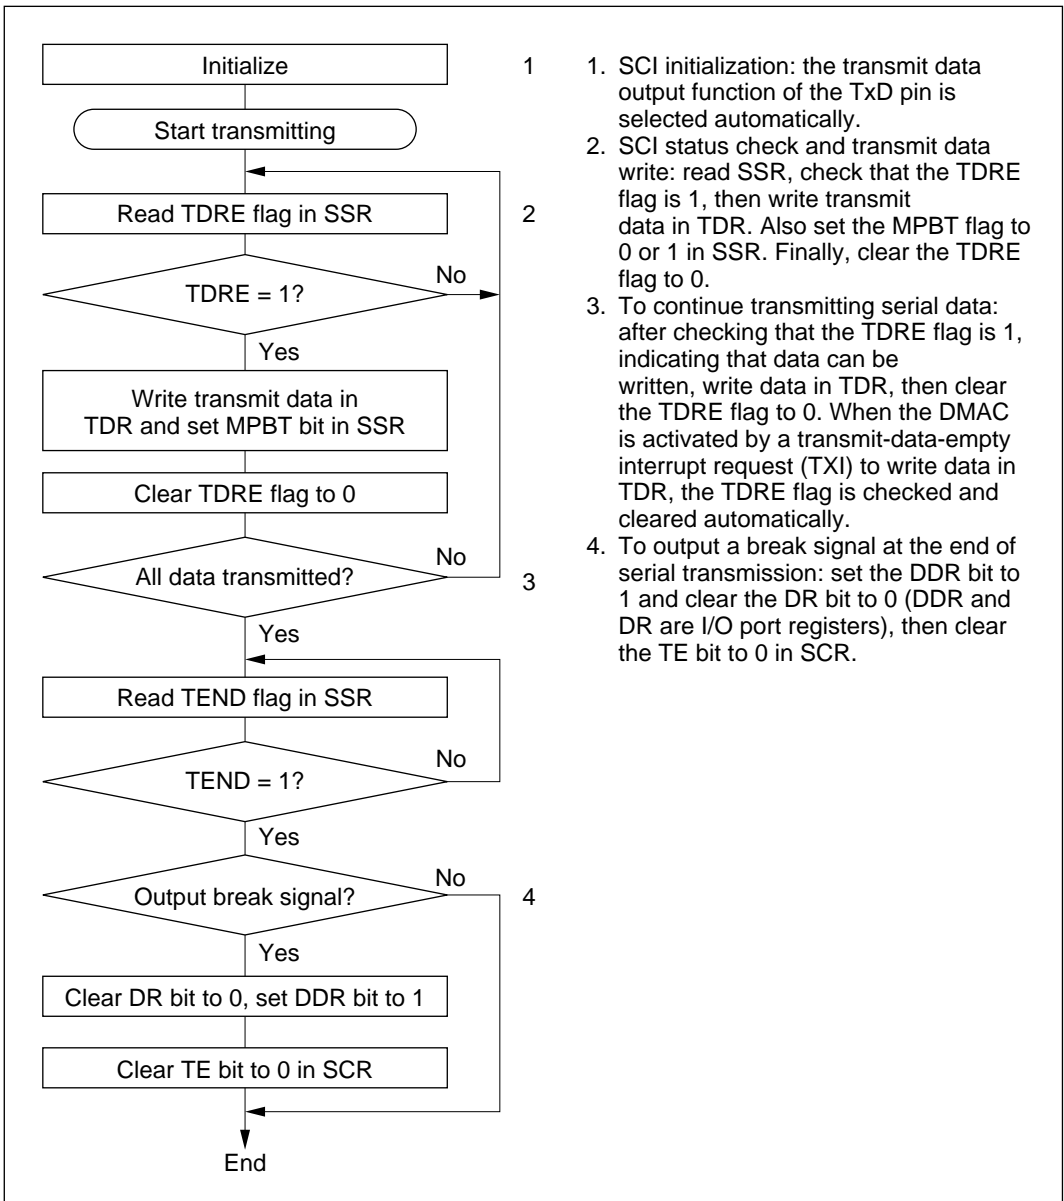 Initialize
1
Start transmitting
Read TDRE flag in SSR
2
TDRE = 1?
No
Yes
Write transmit data in
TDR and set MPBT bit in SSR
Clear TDRE flag to 0
All data transmitted?
No
3
Yes
Read TEND flag in SSR
TEND = 1?
No
Yes
Output break signal?
No
4
Yes
Clear DR bit to 0, set DDR bit to 1
Clear TE bit to 0 in SCR
End
1. SCI initialization: the transmit data
output function of the TxD pin is
selected automatically.
2. SCI status check and transmit data
write: read SSR, check that the TDRE
flag is 1, then write transmit
data in TDR. Also set the MPBT flag to
0 or 1 in SSR. Finally, clear the TDRE
flag to 0.
3. To continue transmitting serial data:
after checking that the TDRE flag is 1,
indicating that data can be
written, write data in TDR, then clear
the TDRE flag to 0. When the DMAC
is activated by a transmit-data-empty
interrupt request (TXI) to write data in
TDR, the TDRE flag is checked and
cleared automatically.
4. To output a break signal at the end of
serial transmission: set the DDR bit to
1 and clear the DR bit to 0 (DDR and
DR are I/O port registers), then clear
the TE bit to 0 in SCR.